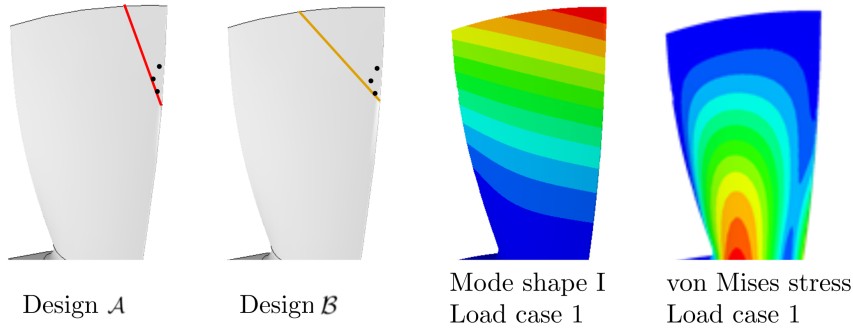 Design 𝒜
Design ℬ
Mode shape I
Load case 1
von Mises stress
Load case 1